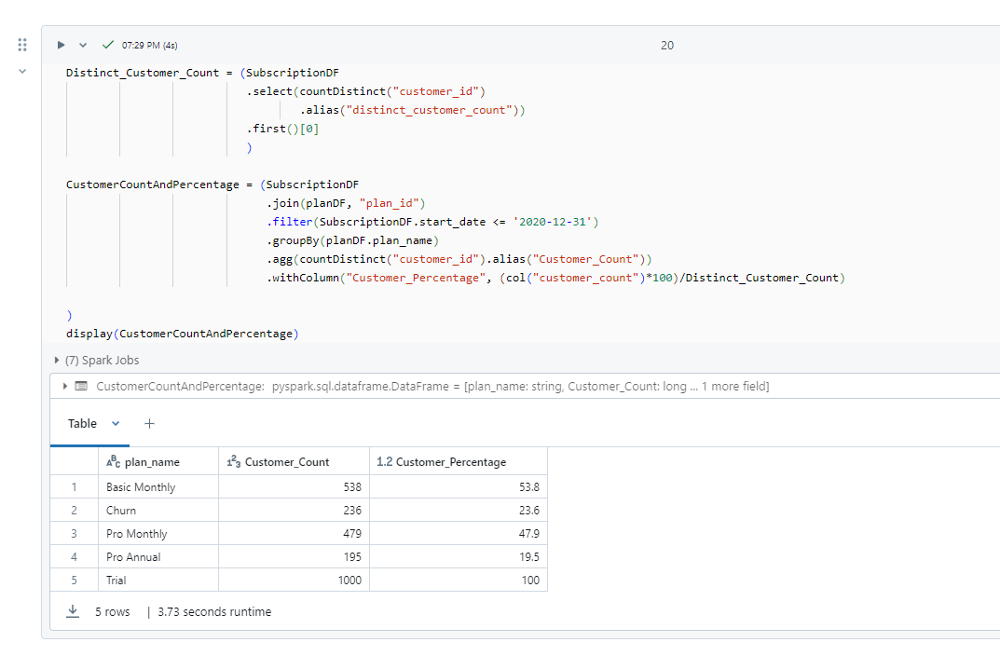 07:29 PM (4s)
20
Distinct_Customer_Count = (SubscriptionDF
.select(countDistinct("customer_id")
.alias("distinct_customer_count"))
.first()[0]
)
CustomerCountAndPercentage = (SubscriptionDF
.join(planDF, "plan_id")
.filter(SubscriptionDF.start_date <= '2020-12-31')
.groupBy(planDF.plan_name)
.agg(countDistinct("customer_id").alias("Customer_Count"))
.withColumn("Customer_Percentage", (col("customer_count")*100)/Distinct_Customer_Count)
)
display(CustomerCountAndPercentage)
(7) Spark Jobs
CustomerCountAndPercentage: pyspark.sql.dataframe.DataFrame = [plan_name: string, Customer_Count: long ... 1 more field]
Table
ABC plan_name 123 Customer_Count 1.2 Customer_Percentage
1 Basic Monthly 538 53.8
2 Churn 236 23.6
3 Pro Monthly 479 47.9
4 Pro Annual 195 19.5
5 Trial 1000 100
5 rows | 3.73 seconds runtime